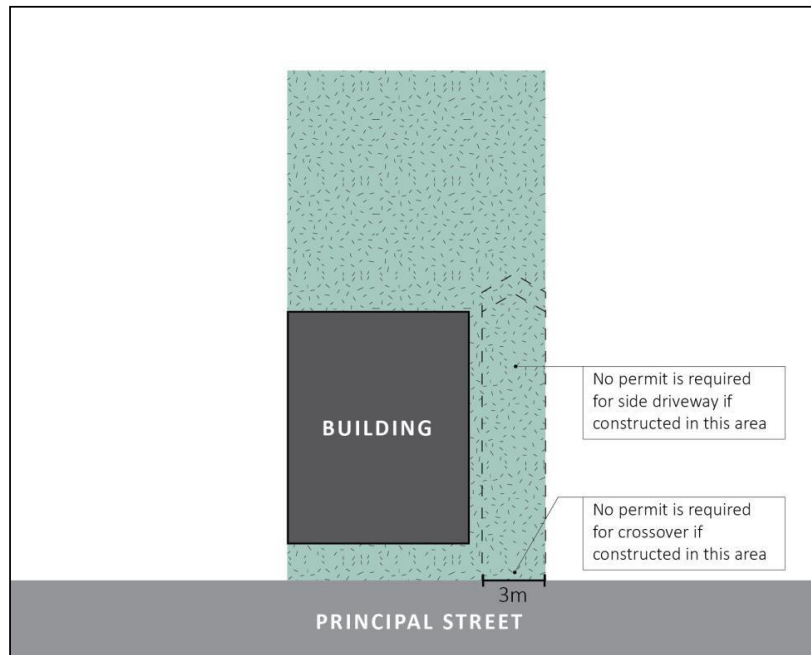 BUILDING
No permit is required
for side driveway if
constructed in this area
No permit is required
for crossover if
constructed in this area
3m
PRINCIPAL STREET